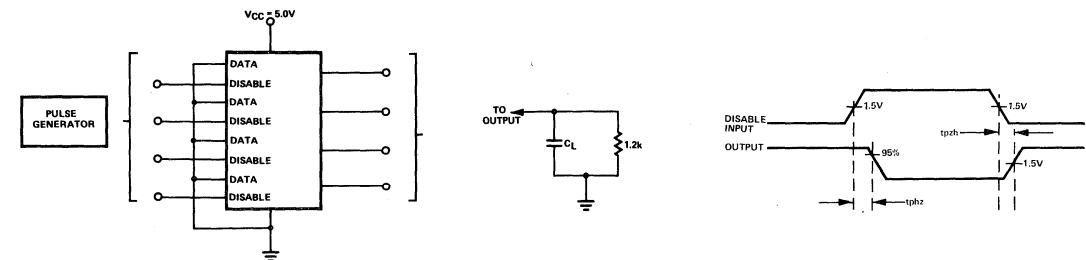 VCC = 5.0V
PULSE
GENERATOR
DATA
DISABLE
DATA
DISABLE
DATA
DISABLE
DATA
DISABLE
TO
OUTPUT
CL
1.2k
DISABLE
INPUT
1.5V
1.5V
tpzh
OUTPUT
95%
1.5V
tphz